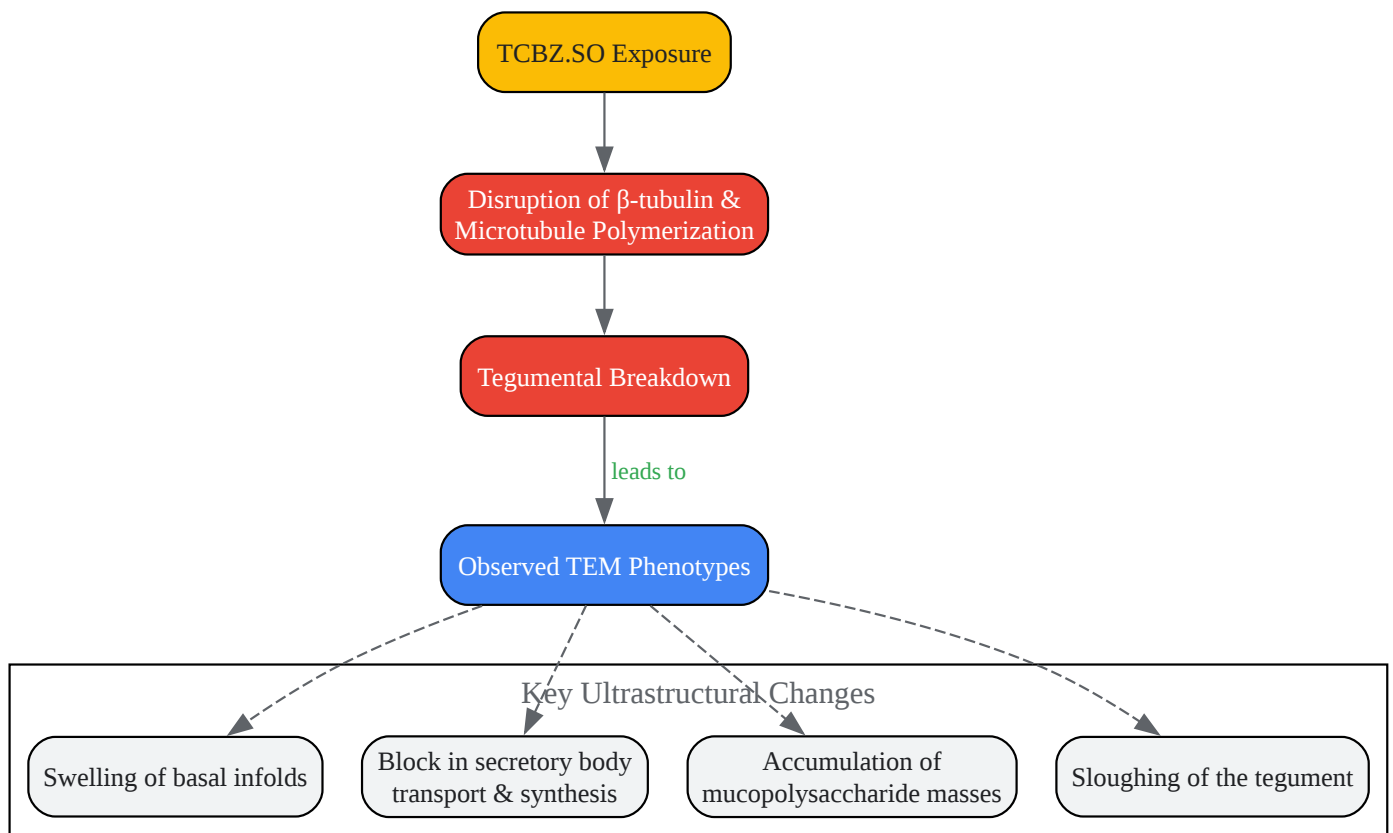 TCBZ.SO Exposure
Disruption of β-tubulin &
Microtubule Polymerization
Tegumental Breakdown
leads to
Observed TEM Phenotypes
Key Ultrastructural Changes
Swelling of basal infolds
Block in secretory body
transport & synthesis
Accumulation of
mucopolysaccharide masses
Sloughing of the tegument